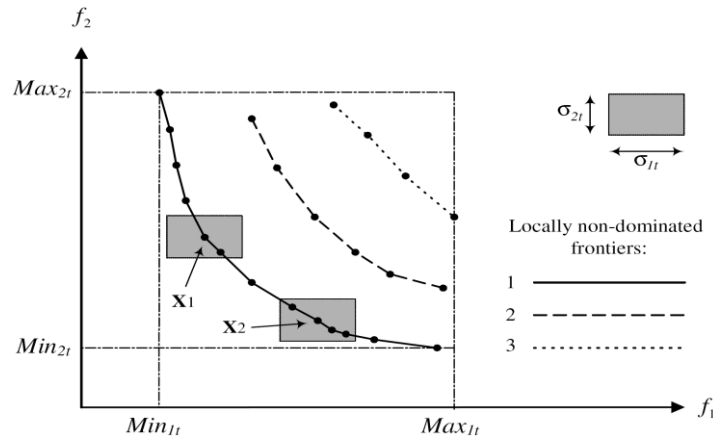 f₂
Max₂ₜ
σ₂ₜ
σ₁ₜ
Locally non-dominated
frontiers:
x₁
1
x₂
2
3
Min₂ₜ
f₁
Min₁ₜ
Max₁ₜ